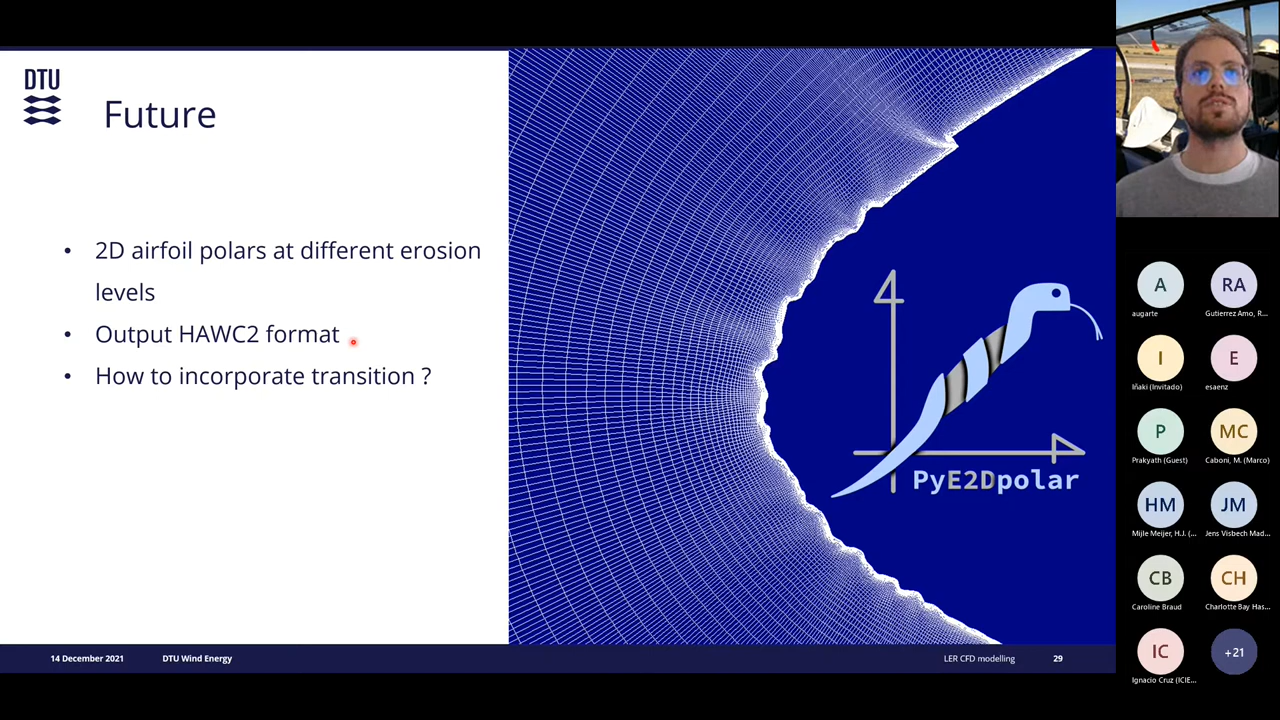 DTU
Future
• 2D airfoil polars at different erosion
levels
• Output HAWC2 format
• How to incorporate transition ?
PyE2Dpolar
14 December 2021
DTU Wind Energy
LER CFD modelling
29
A
augarte
RA
Gutierrez Amo, R...
I
Iñaki (Invitado)
E
esaenz
P
Prakyath (Guest)
MC
Caboni, M. (Marco)
HM
Mijle Meijer, H.J. (...
JM
Jens Visbech Mad...
CB
Caroline Braud
CH
Charlotte Bay Has...
IC
Ignacio Cruz (ICIE...
+21